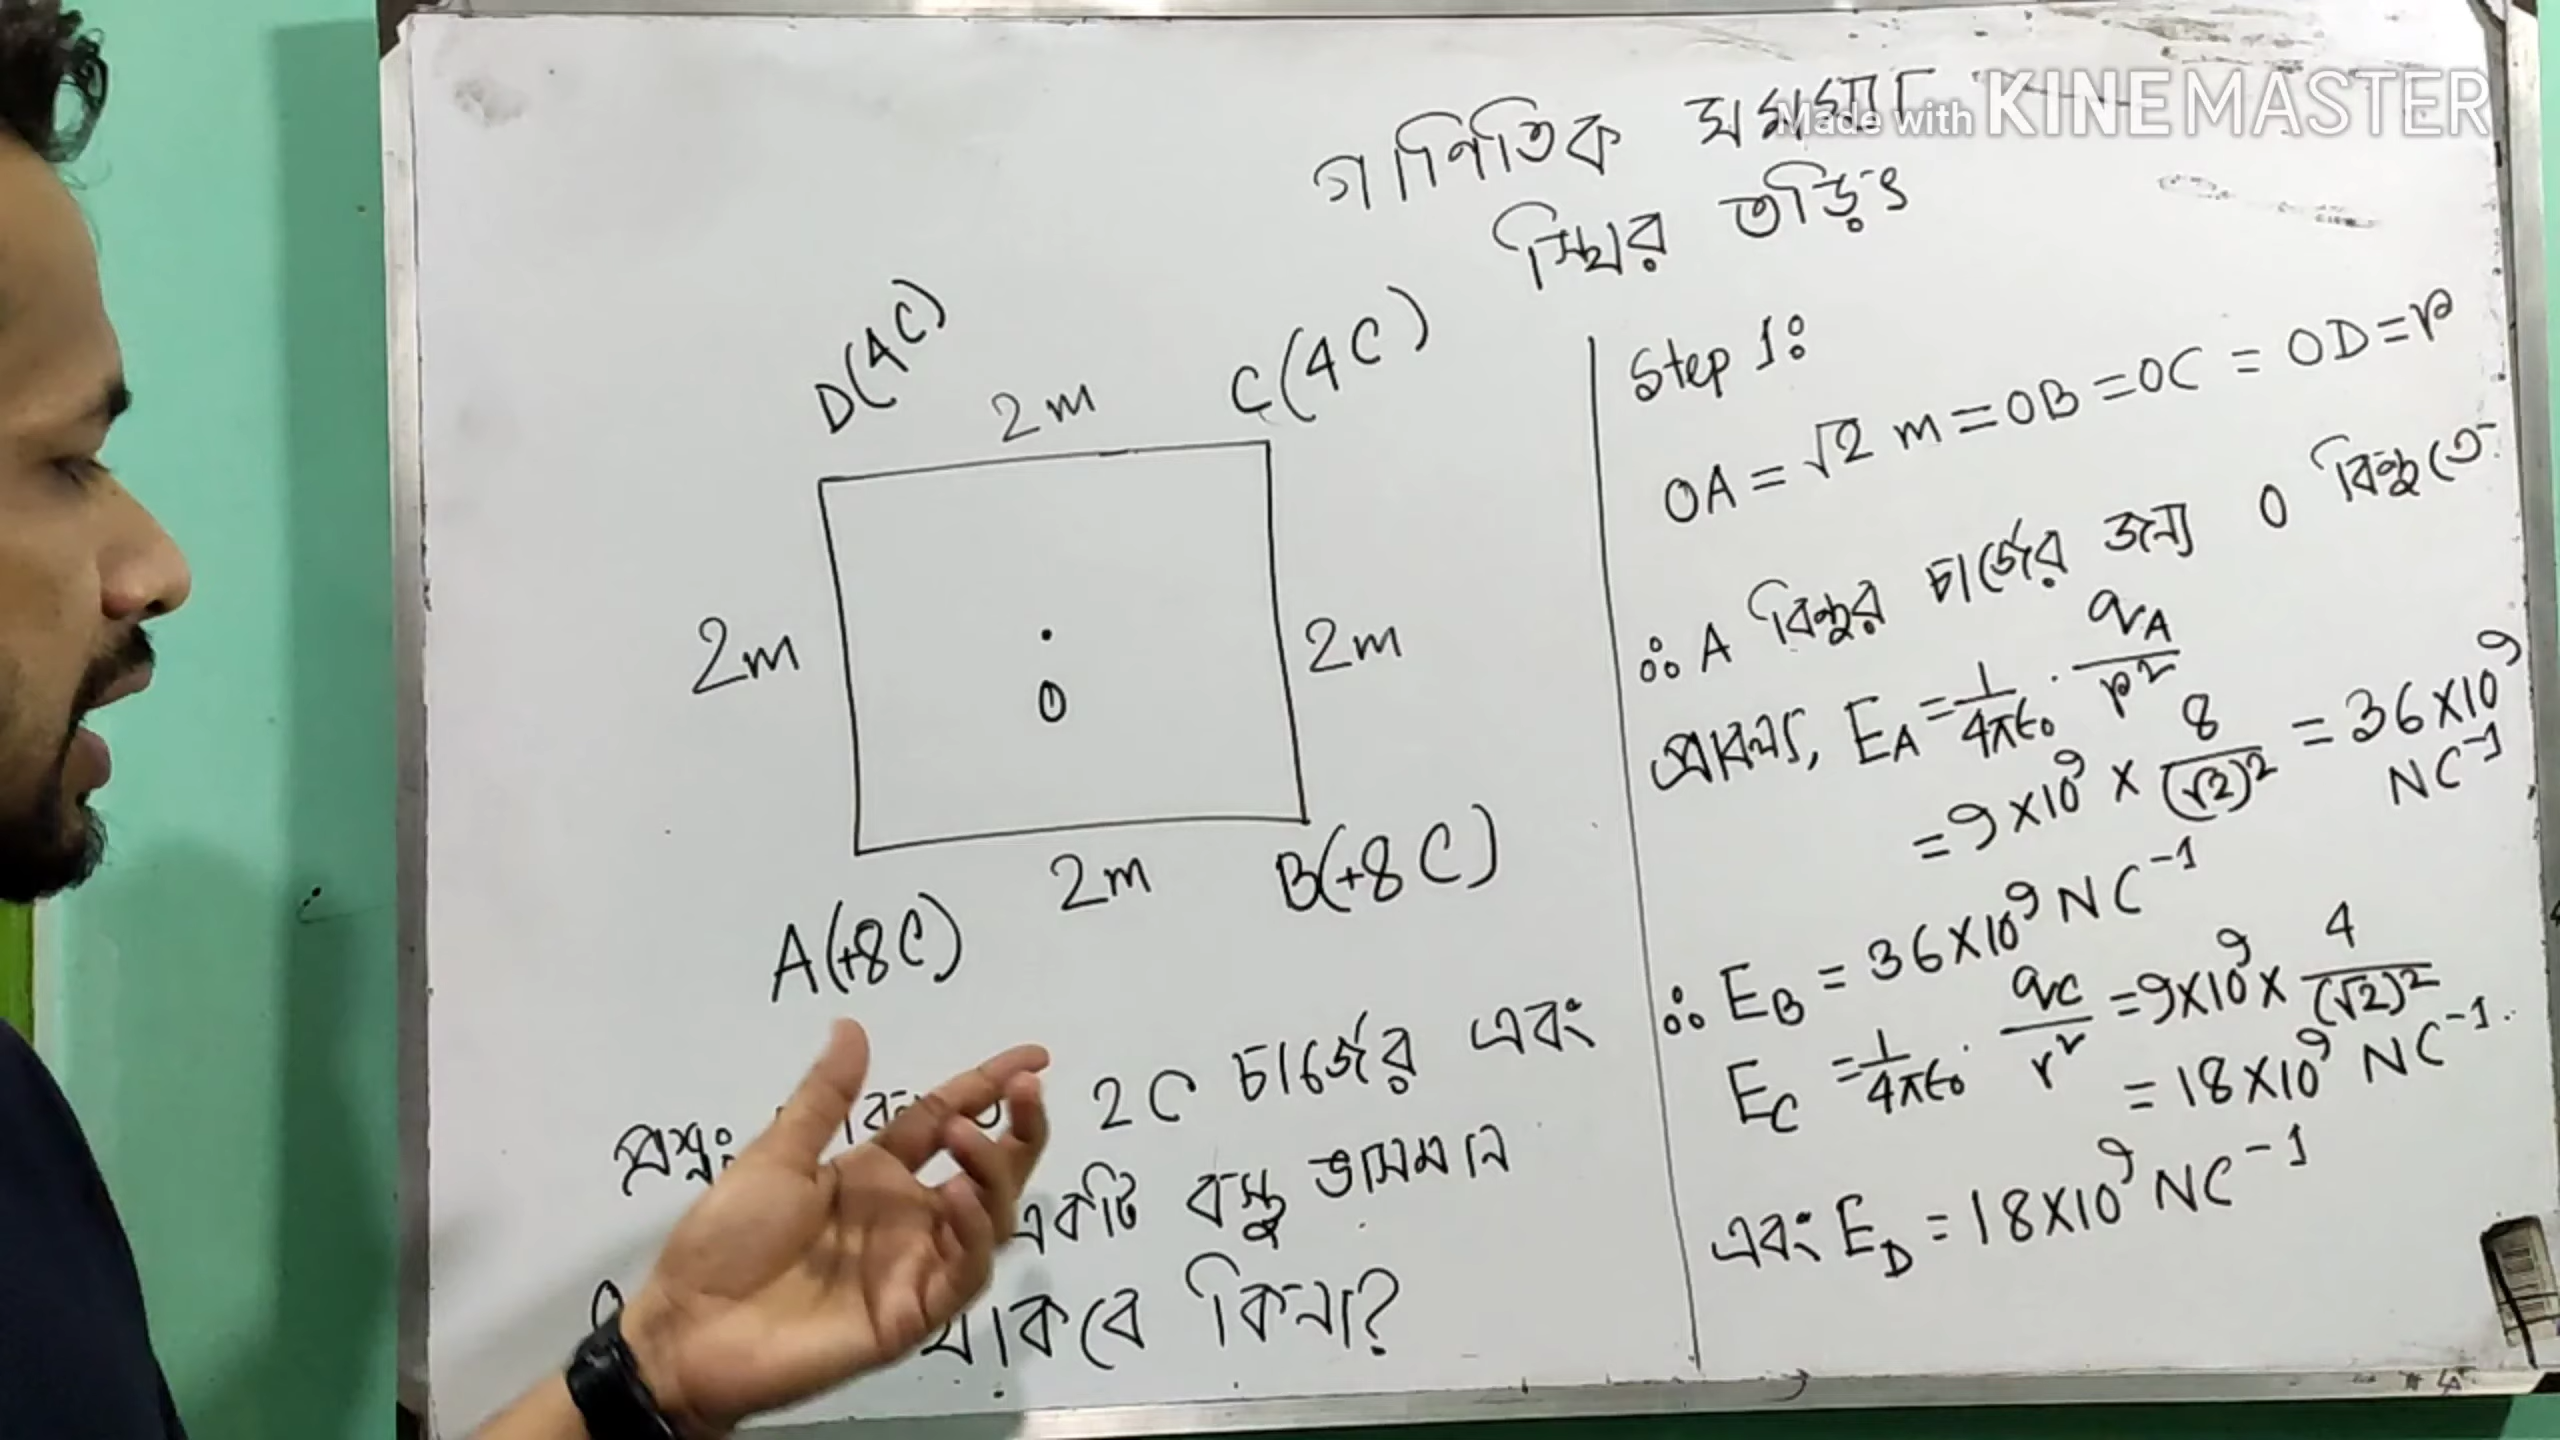 Made with KINEMASTER
গাণিতিক সমস্যা
স্থির তড়িৎ
D(4C)
C(4C)
2m
2m
2m
O
2m
A(+8C)
B(+8C)
প্রশ্নঃ 2C চার্জের এবং
একটি বস্তু ভাসমান
থাকবে কিনা?
Step 1:
OA = √2 m = OB = OC = OD = r
∴ A বিন্দুর চার্জের জন্য O বিন্দুতে
প্রাবল্য, E_A = 1/4πϵ₀ · q_A/r²
= 9×10⁹ × 8/(√2)² = 36×10⁹ NC⁻¹
∴ E_B = 36×10⁹ NC⁻¹
E_C = 1/4πϵ₀ · q_C/r² = 9×10⁹ × 4/(√2)²
= 18×10⁹ NC⁻¹.
এবং E_D = 18×10⁹ NC⁻¹